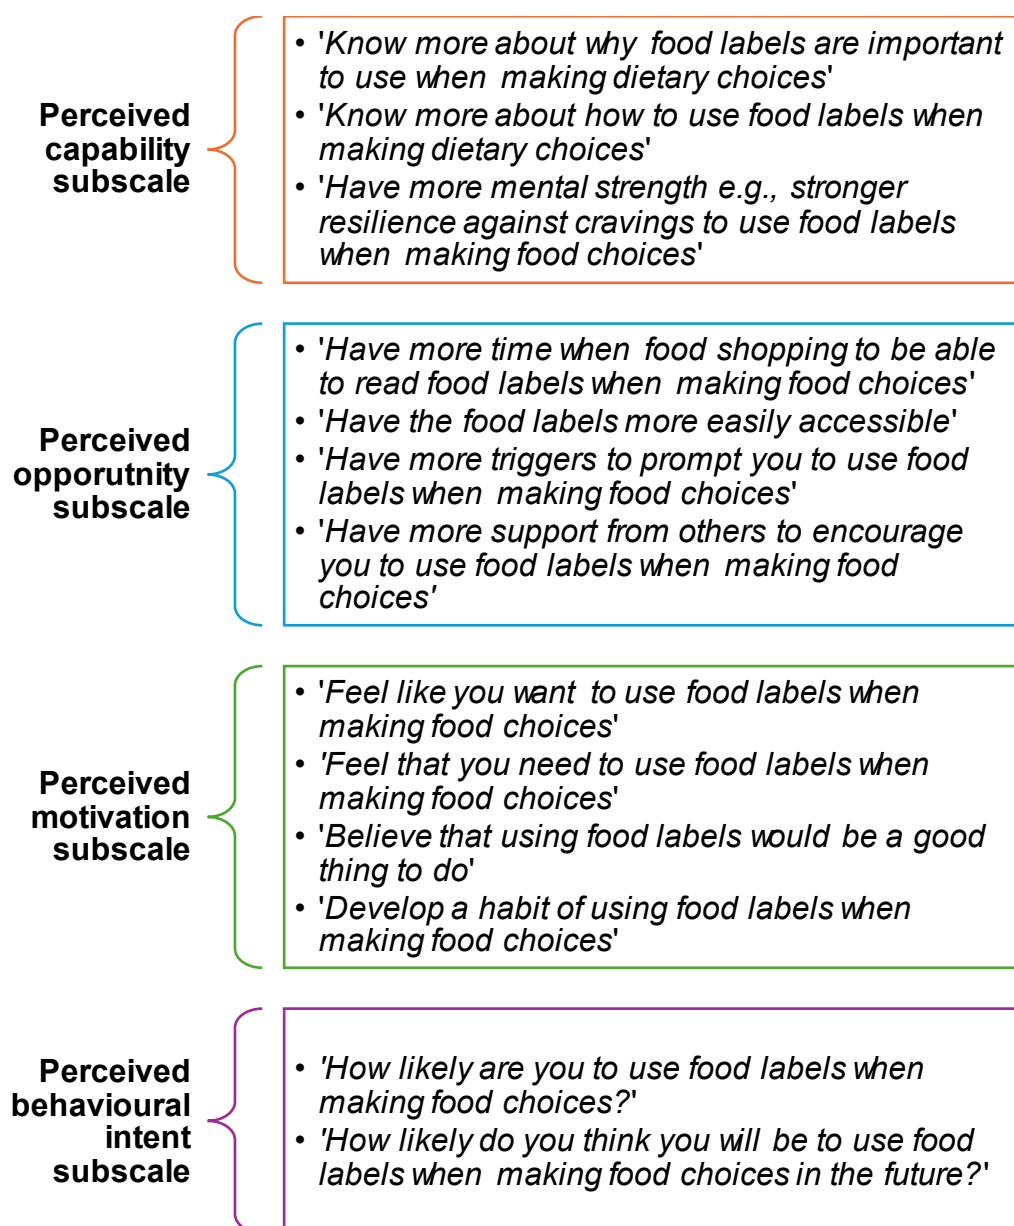 Perceived
capability
subscale
• 'Know more about why food labels are important
to use when making dietary choices'
• 'Know more about how to use food labels when
making dietary choices'
• 'Have more mental strength e.g., stronger
resilience against cravings to use food labels
when making food choices'
Perceived
opporutnity
subscale
• 'Have more time when food shopping to be able
to read food labels when making food choices'
• 'Have the food labels more easily accessible'
• 'Have more triggers to prompt you to use food
labels when making food choices'
• 'Have more support from others to encourage
you to use food labels when making food
choices'
Perceived
motivation
subscale
• 'Feel like you want to use food labels when
making food choices'
• 'Feel that you need to use food labels when
making food choices'
• 'Believe that using food labels would be a good
thing to do'
• 'Develop a habit of using food labels when
making food choices'
Perceived
behavioural
intent
subscale
• 'How likely are you to use food labels when
making food choices?'
• 'How likely do you think you will be to use food
labels when making food choices in the future?'